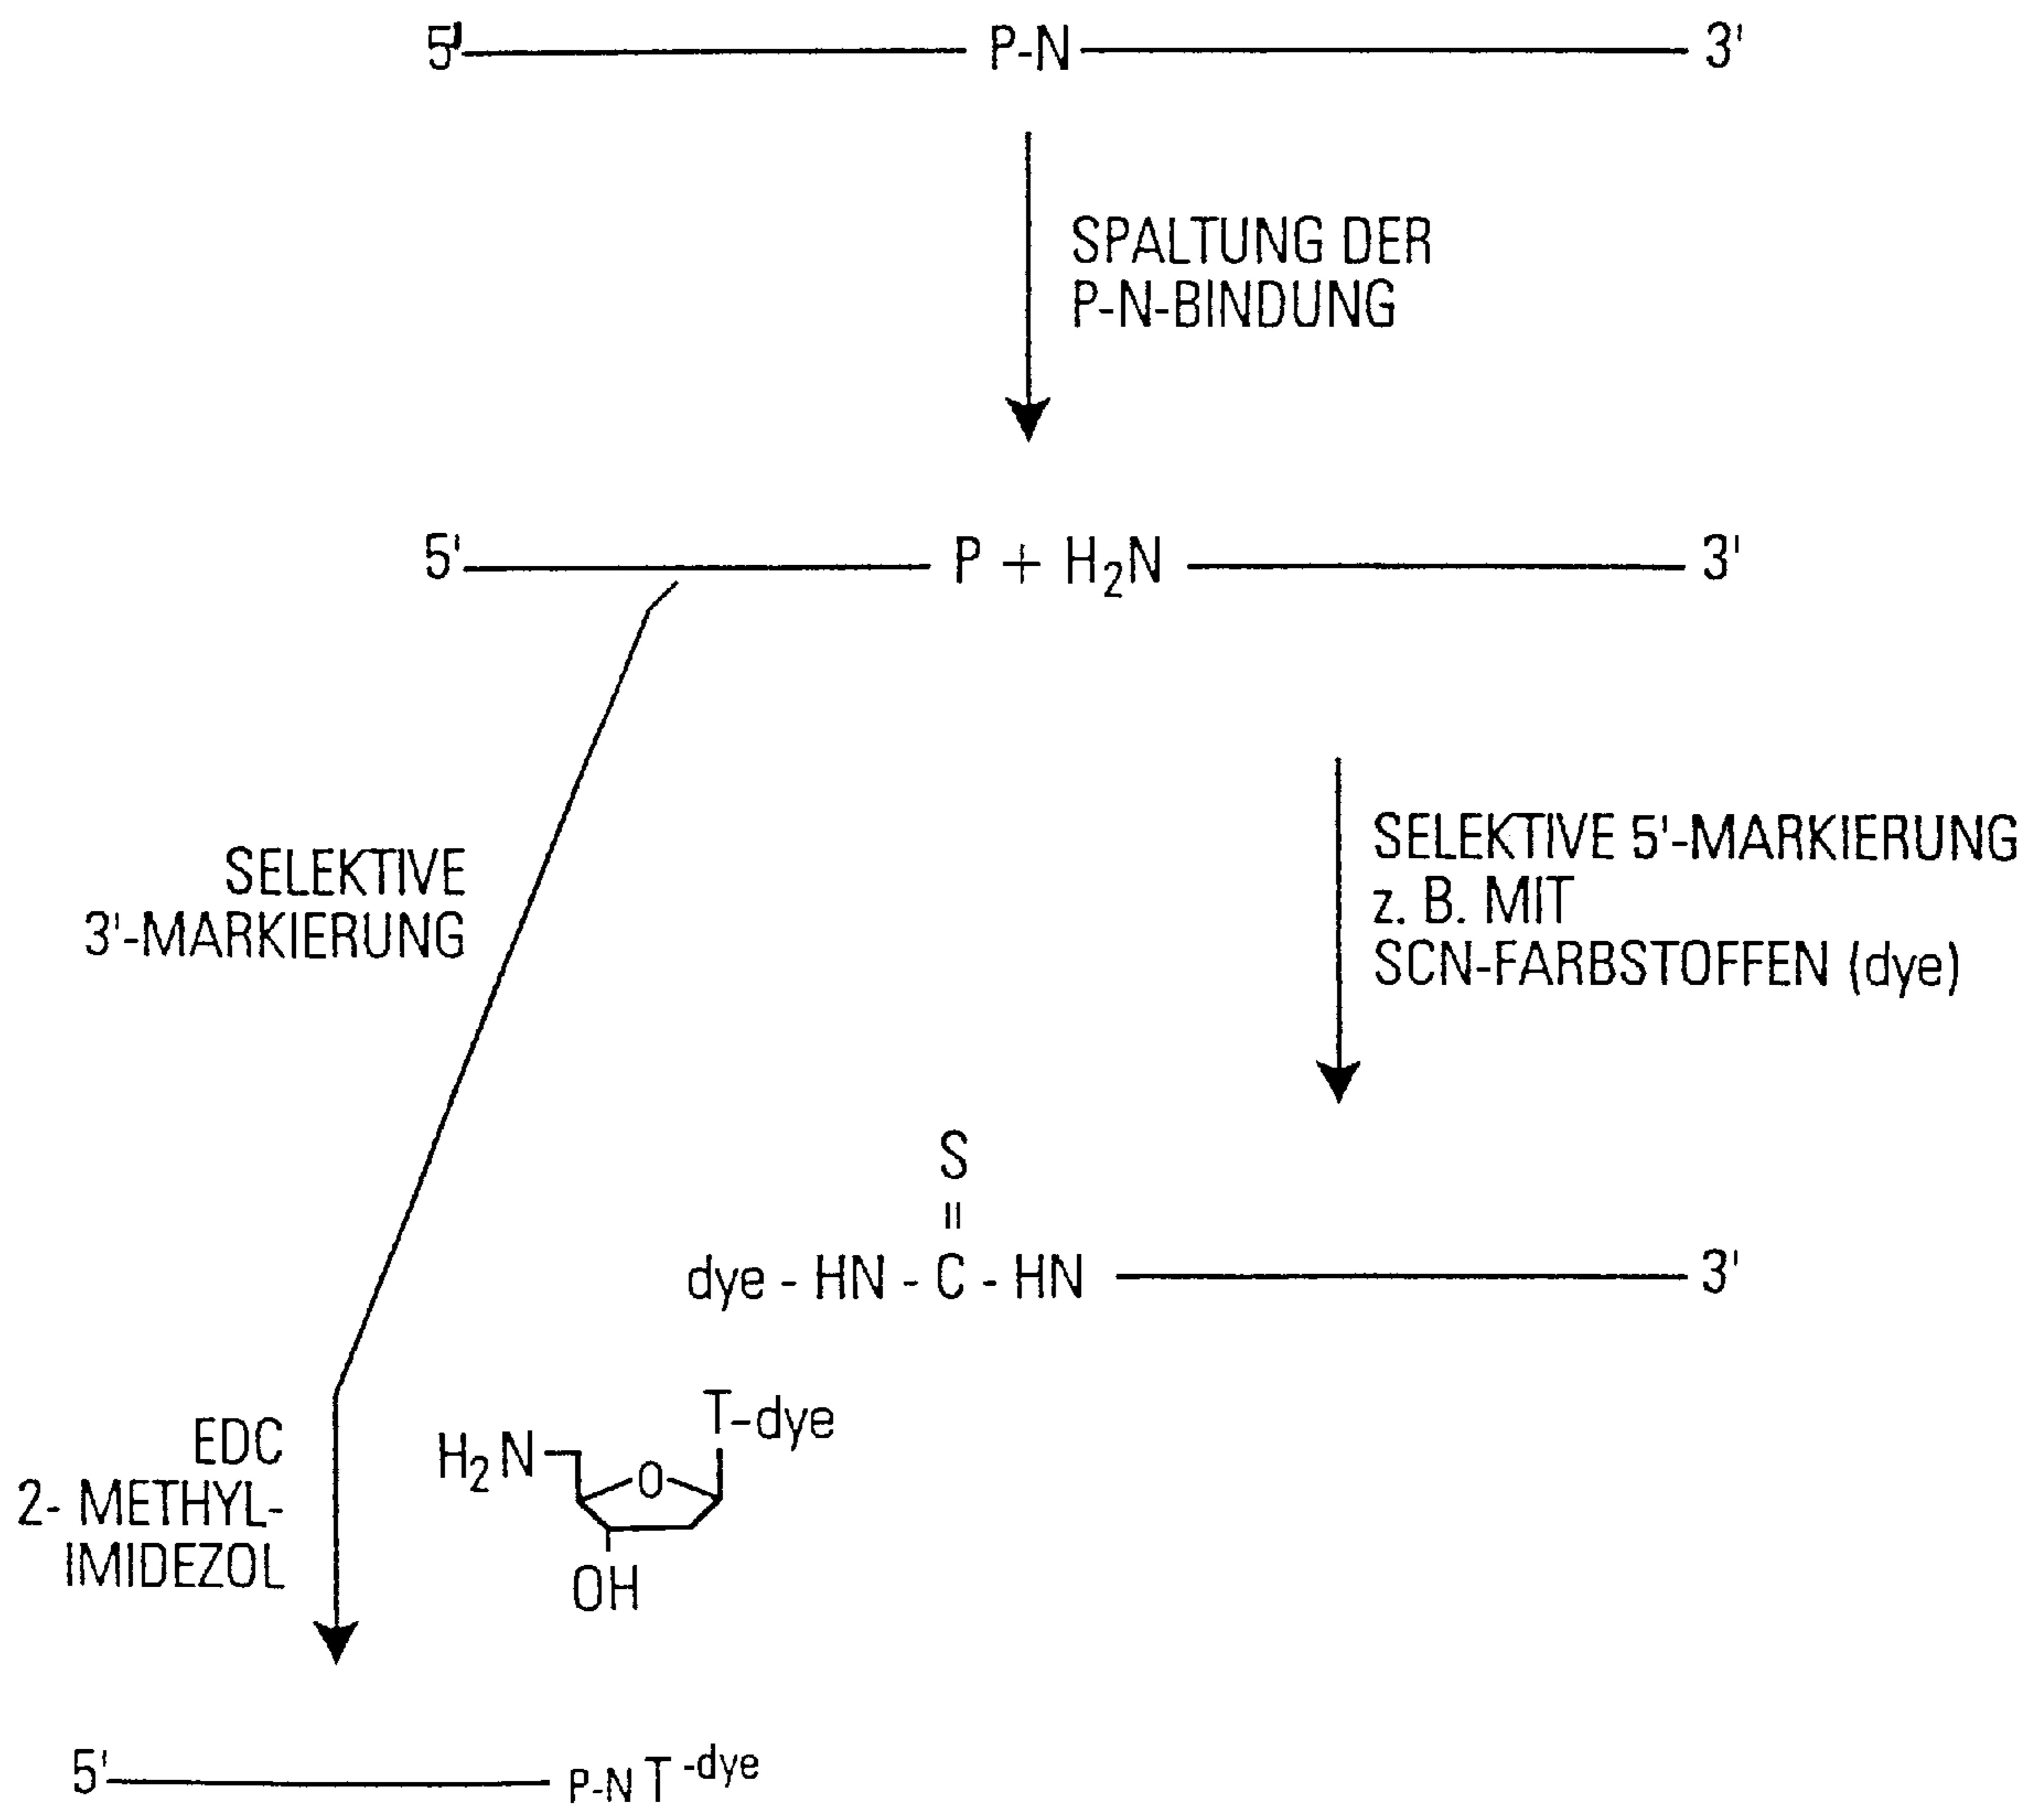 5' P-N 3'
SPALTUNG DER
P-N-BINDUNG
5' P + H₂N 3'
SELEKTIVE
3'-MARKIERUNG
SELEKTIVE 5'-MARKIERUNG
z. B. MIT
SCN-FARBSTOFFEN (dye)
S
=
dye - HN - C - HN 3'
EDC
2- METHYL-
IMIDEZOL
T-dye
H₂N
O
OH
5' P-N T-dye